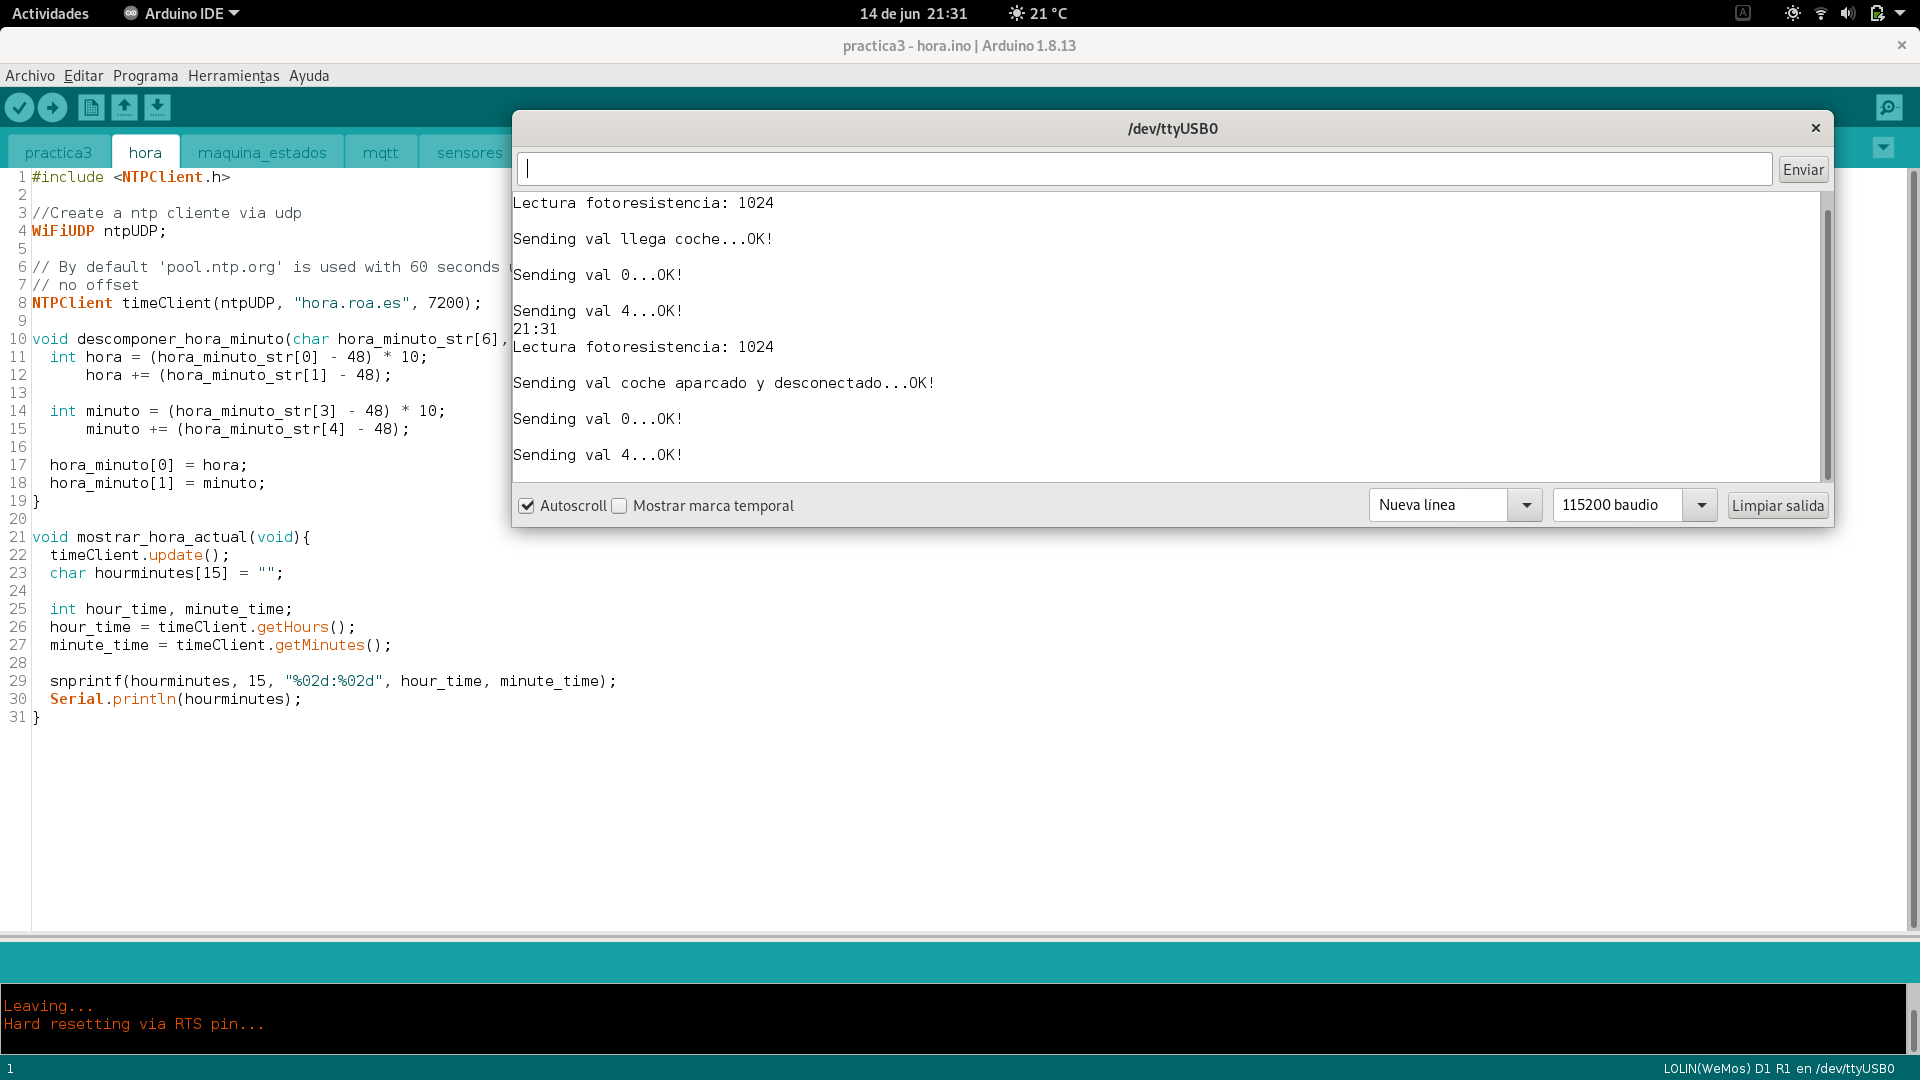 Actividades
Arduino IDE
14 de jun 21:31
21 °C
A
practica3 - hora.ino | Arduino 1.8.13
×
Archivo Editar Programa Herramientas Ayuda
practica3
hora
maquina_estados
mqtt
sensores
1 #include <NTPClient.h>
2
3 //Create a ntp cliente via udp
4 WiFiUDP ntpUDP;
5
6 // By default 'pool.ntp.org' is used with 60 seconds
7 // no offset
8 NTPClient timeClient(ntpUDP, "hora.roa.es", 7200);
9
10 void descomponer_hora_minuto(char hora_minuto_str[6],
11 int hora = (hora_minuto_str[0] - 48) * 10;
12 hora += (hora_minuto_str[1] - 48);
13
14 int minuto = (hora_minuto_str[3] - 48) * 10;
15 minuto += (hora_minuto_str[4] - 48);
16
17 hora_minuto[0] = hora;
18 hora_minuto[1] = minuto;
19 }
20
21 void mostrar_hora_actual(void){
22 timeClient.update();
23 char hourminutes[15] = "";
24
25 int hour_time, minute_time;
26 hour_time = timeClient.getHours();
27 minute_time = timeClient.getMinutes();
28
29 snprintf(hourminutes, 15, "%02d:%02d", hour_time, minute_time);
30 Serial.println(hourminutes);
31 }
/dev/ttyUSB0
×
Enviar
Lectura fotoresistencia: 1024
Sending val llega coche...OK!
Sending val 0...OK!
Sending val 4...OK!
21:31
Lectura fotoresistencia: 1024
Sending val coche aparcado y desconectado...OK!
Sending val 0...OK!
Sending val 4...OK!
Autoscroll
Mostrar marca temporal
Nueva línea
115200 baudio
Limpiar salida
Leaving...
Hard resetting via RTS pin...
1
LOLIN(WeMos) D1 R1 en /dev/ttyUSB0